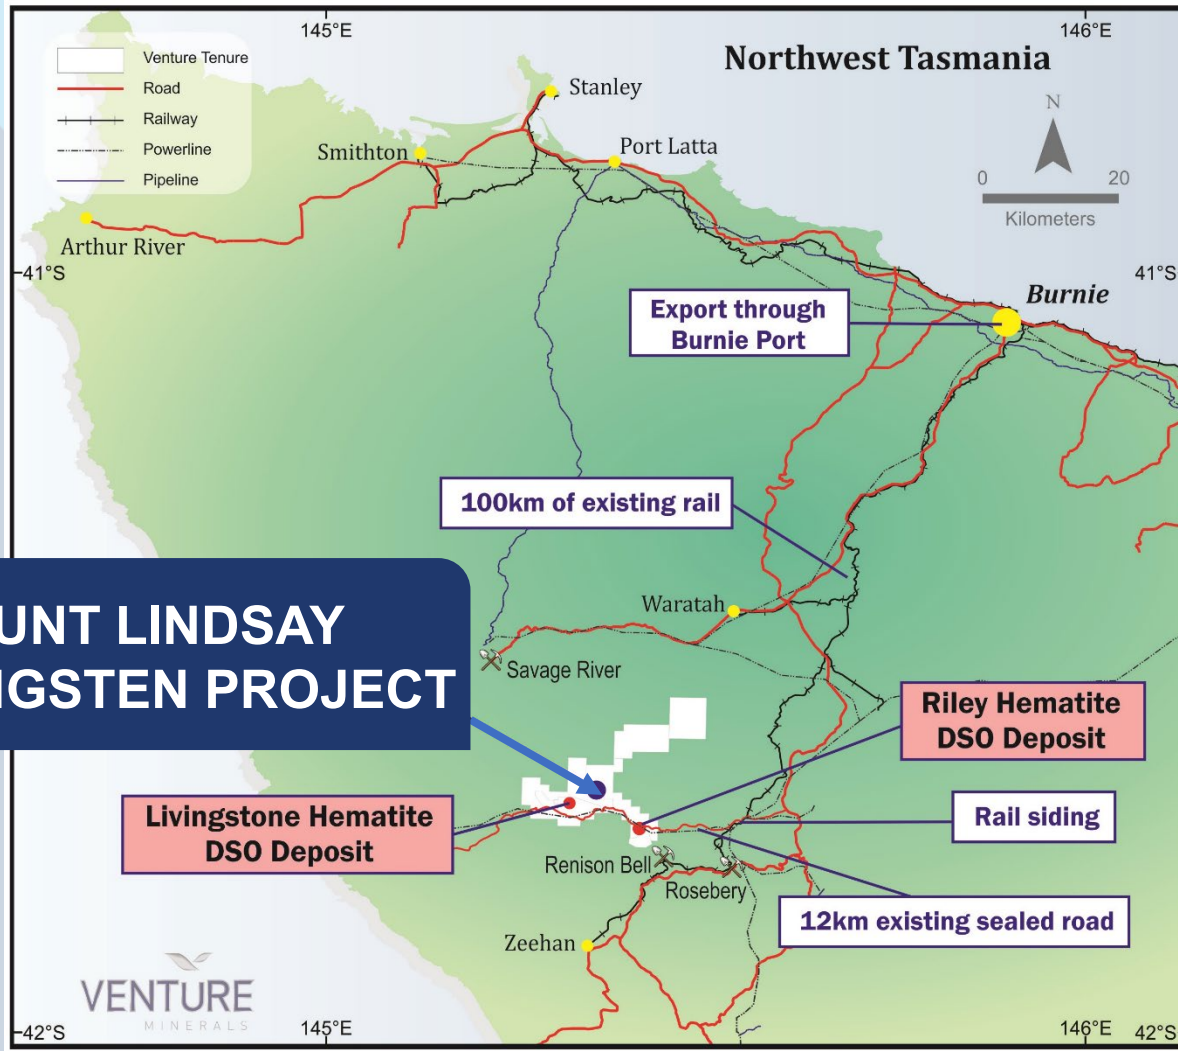 145°E
146°E
Northwest Tasmania
Venture Tenure
Road
Railway
Powerline
Pipeline
Stanley
N
Smithton
Port Latta
0 20
Kilometers
Arthur River
41°S
41°S
Burnie
Export through
Burnie Port
100km of existing rail
Waratah
UNT LINDSAY
NGSTEN PROJECT
Savage River
Riley Hematite
DSO Deposit
Livingstone Hematite
DSO Deposit
Rail siding
Renison Bell
Rosebery
12km existing sealed road
Zeehan
VENTURE
MINERALS
42°S
145°E
146°E
42°S